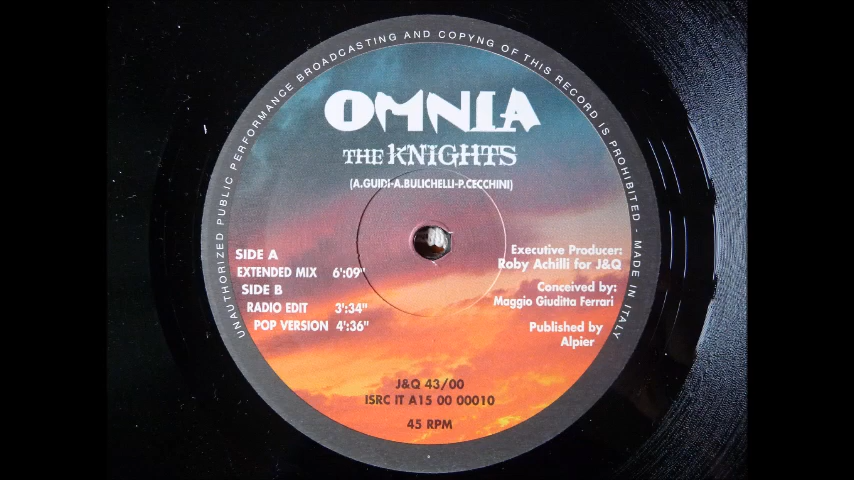 UNAUTHORIZED PUBLIC PERFORMANCE BROADCASTING AND COPYNG OF THIS RECORD IS PROHIBITED - MADE IN ITALY
OMNIA
THE KNIGHTS
(A.GUIDI-A.BULICHELLI-P.CECCHINI)
SIDE A
EXTENDED MIX 6':09"
SIDE B
RADIO EDIT 3':34"
POP VERSION 4':36"
Executive Producer:
Roby Achilli for J&Q
Conceived by:
Maggio Giuditta Ferrari
Published by
Alpier
J&Q 43/00
ISRC IT A15 00 00010
45 RPM